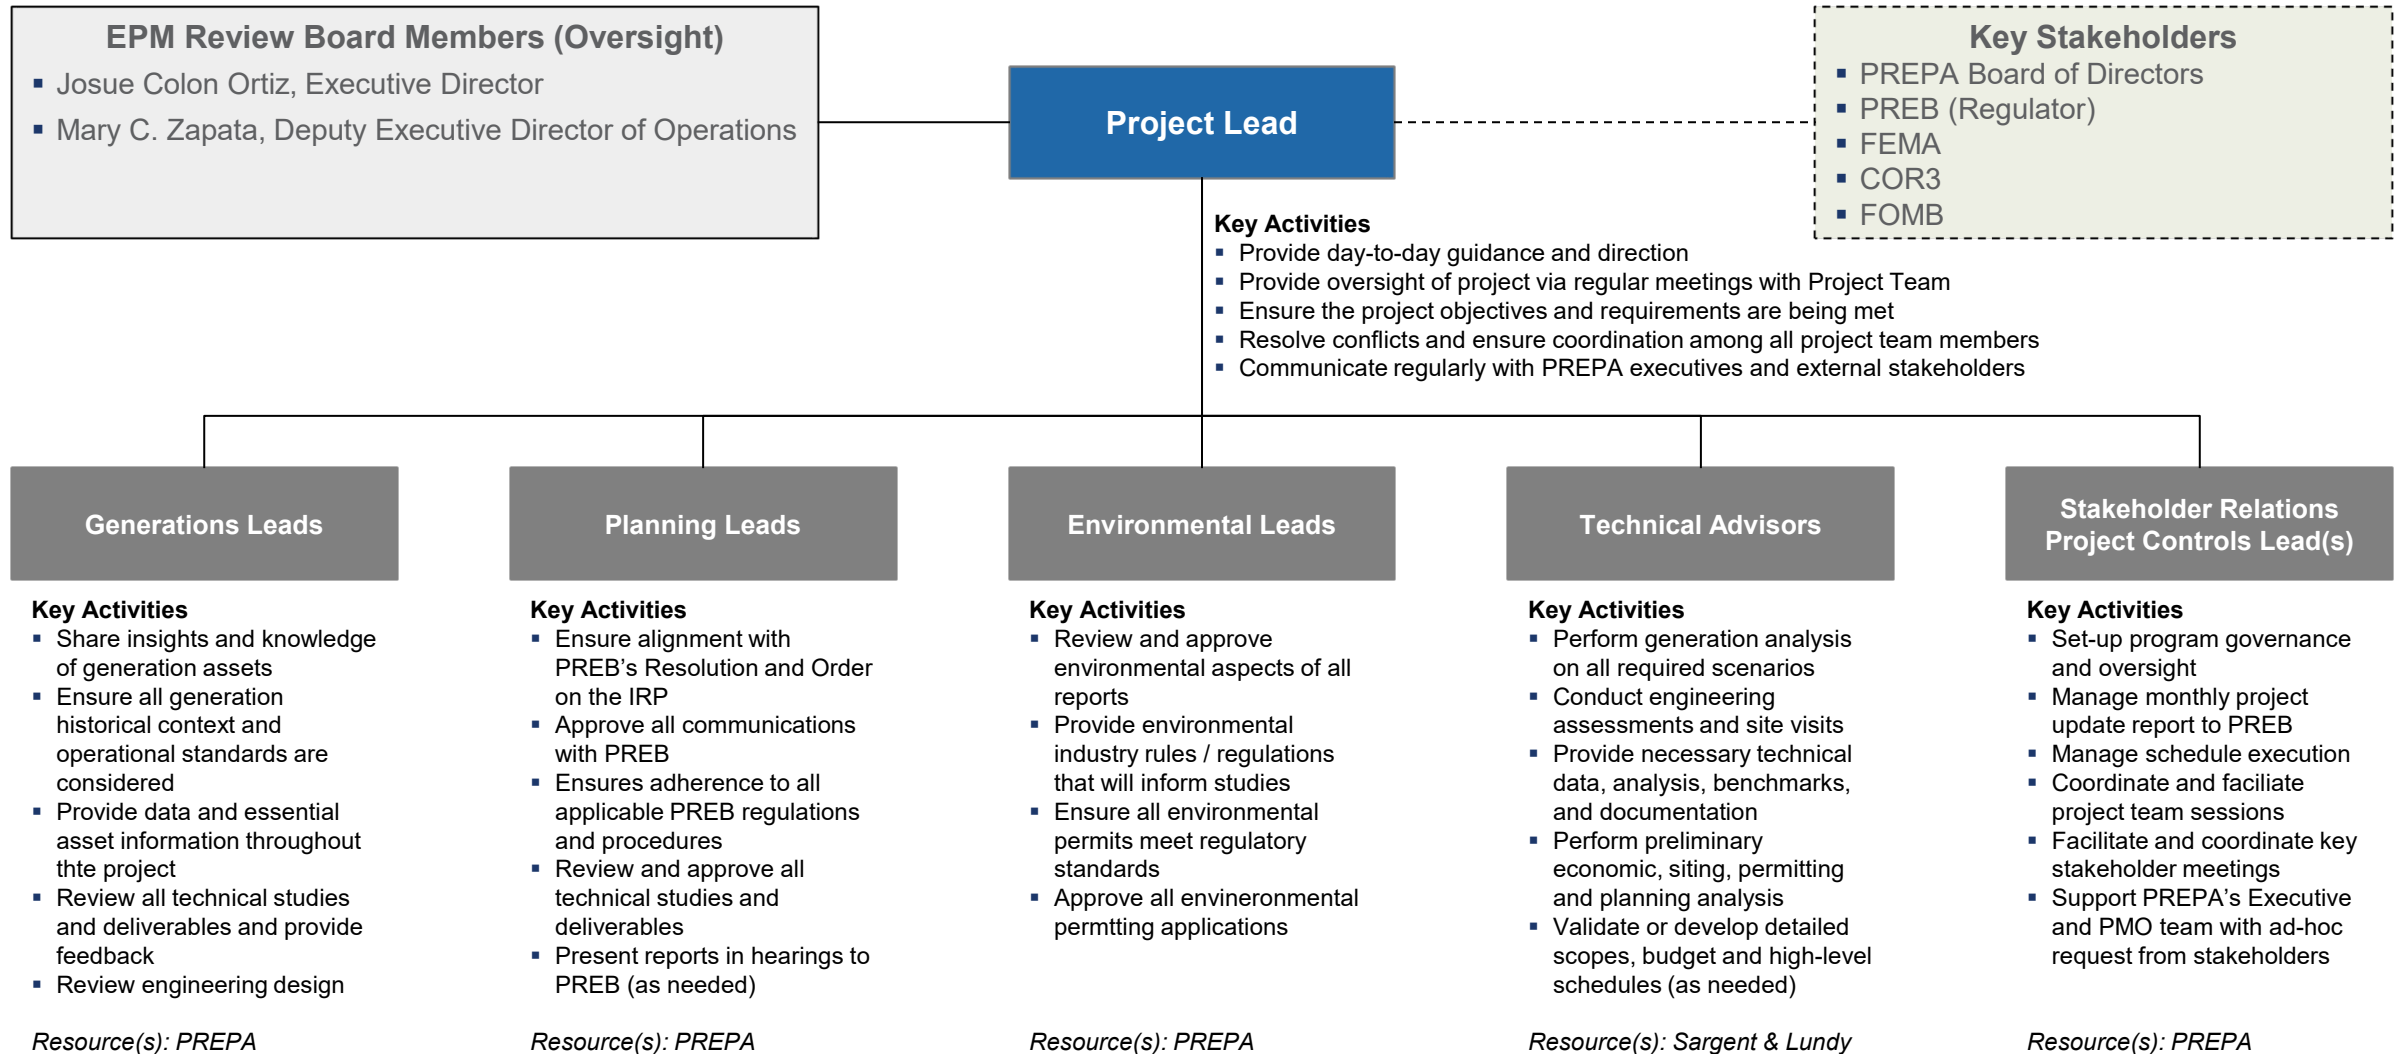 EPM Review Board Members (Oversight)
▪ Josue Colon Ortiz, Executive Director
▪ Mary C. Zapata, Deputy Executive Director of Operations
Project Lead
Key Stakeholders
▪ PREPA Board of Directors
▪ PREB (Regulator)
▪ FEMA
▪ COR3
▪ FOMB
Key Activities
▪ Provide day-to-day guidance and direction
▪ Provide oversight of project via regular meetings with Project Team
▪ Ensure the project objectives and requirements are being met
▪ Resolve conflicts and ensure coordination among all project team members
▪ Communicate regularly with PREPA executives and external stakeholders
Generations Leads
Key Activities
▪ Share insights and knowledge
of generation assets
▪ Ensure all generation
historical context and
operational standards are
considered
▪ Provide data and essential
asset information throughout
thte project
▪ Review all technical studies
and deliverables and provide
feedback
▪ Review engineering design
Resource(s): PREPA
Planning Leads
Key Activities
▪ Ensure alignment with
PREB’s Resolution and Order
on the IRP
▪ Approve all communications
with PREB
▪ Ensures adherence to all
applicable PREB regulations
and procedures
▪ Review and approve all
technical studies and
deliverables
▪ Present reports in hearings to
PREB (as needed)
Resource(s): PREPA
Environmental Leads
Key Activities
▪ Review and approve
environmental aspects of all
reports
▪ Provide environmental
industry rules / regulations
that will inform studies
▪ Ensure all environmental
permits meet regulatory
standards
▪ Approve all envineronmental
permtting applications
Resource(s): PREPA
Technical Advisors
Key Activities
▪ Perform generation analysis
on all required scenarios
▪ Conduct engineering
assessments and site visits
▪ Provide necessary technical
data, analysis, benchmarks,
and documentation
▪ Perform preliminary
economic, siting, permitting
and planning analysis
▪ Validate or develop detailed
scopes, budget and high-level
schedules (as needed)
Resource(s): Sargent & Lundy
Stakeholder Relations
Project Controls Lead(s)
Key Activities
▪ Set-up program governance
and oversight
▪ Manage monthly project
update report to PREB
▪ Manage schedule execution
▪ Coordinate and faciliate
project team sessions
▪ Facilitate and coordinate key
stakeholder meetings
▪ Support PREPA’s Executive
and PMO team with ad-hoc
request from stakeholders
Resource(s): PREPA